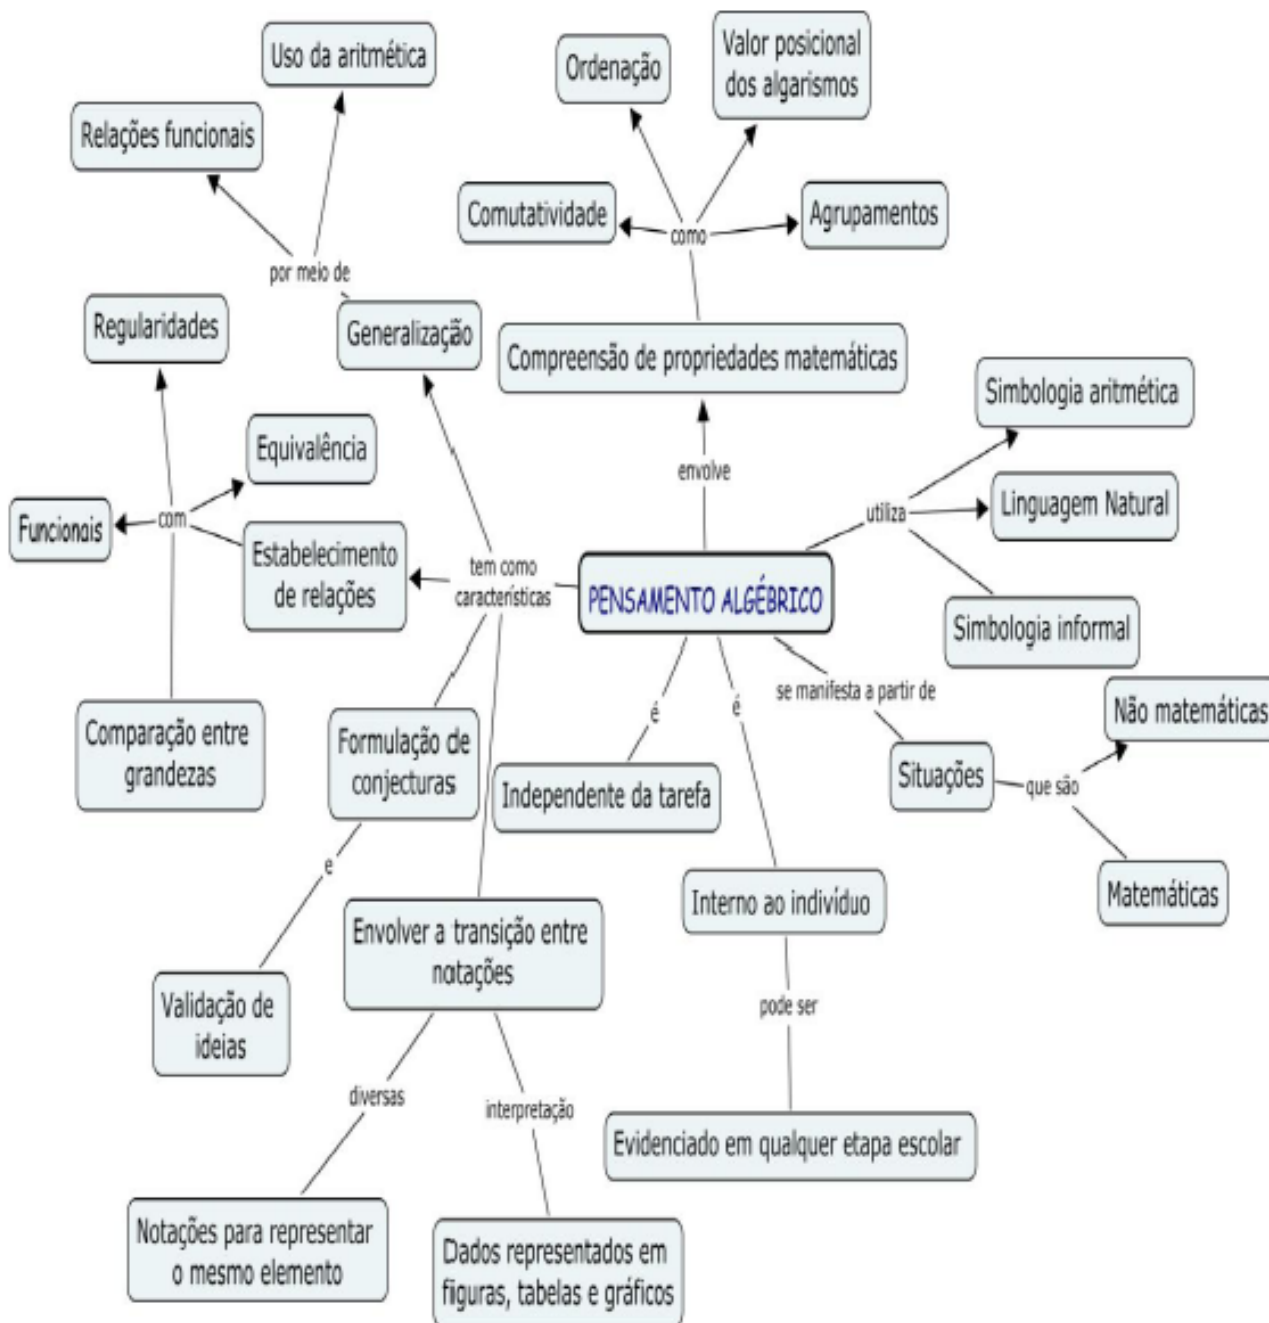 Uso da aritmética
Ordenação
Valor posicional
dos algarismos
Relações funcionais
Comutatividade
como
Agrupamentos
por meio de
Regularidades
Generalização
Compreensão de propriedades matemáticas
Simbologia aritmética
Equivalência
envolve
Funcionais
com
Linguagem Natural
utiliza
Estabelecimento
de relações
tem como
características
PENSAMENTO ALGÉBRICO
Simbologia informal
se manifesta a partir de
Não matemáticas
é
é
Comparação entre
grandezas
Formulação de
conjecturas
Independente da tarefa
Situações
que são
e
Interno ao indivíduo
Matemáticas
Envolver a transição entre
notações
Validação de
ideias
pode ser
diversas
interpretação
Evidenciado em qualquer etapa escolar
Notações para representar
o mesmo elemento
Dados representados em
figuras, tabelas e gráficos